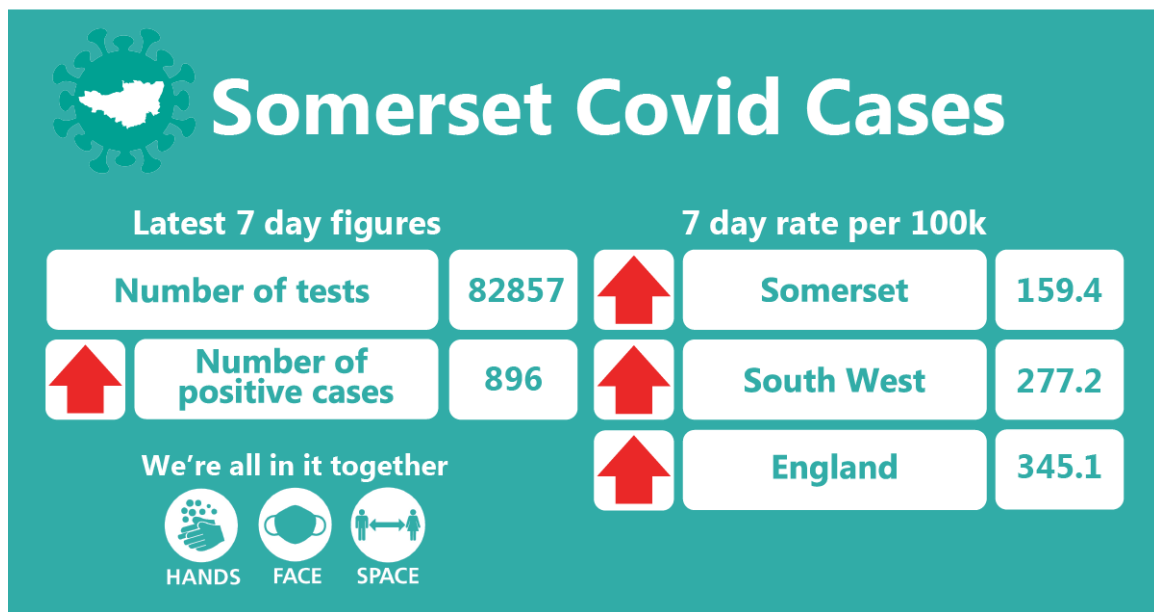 Somerset Covid Cases
Latest 7 day figures
Number of tests
82857
Number of
positive cases
896
We're all in it together
HANDS
FACE
SPACE
7 day rate per 100k
Somerset
159.4
South West
277.2
England
345.1